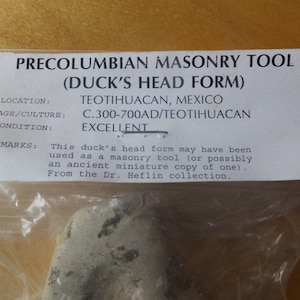 PRECOLUMBIAN MASONRY TOOL
(DUCK'S HEAD FORM)
LOCATION: TEOTIHUACAN, MEXICO
AGE/CULTURE: C.300-700AD/TEOTIHUACAN
CONDITION: EXCELLENT
MARKS: This duck's head form may have been
used as a masonry tool (or possibly
an ancient miniature copy of one).
From the Dr. Heflin collection.